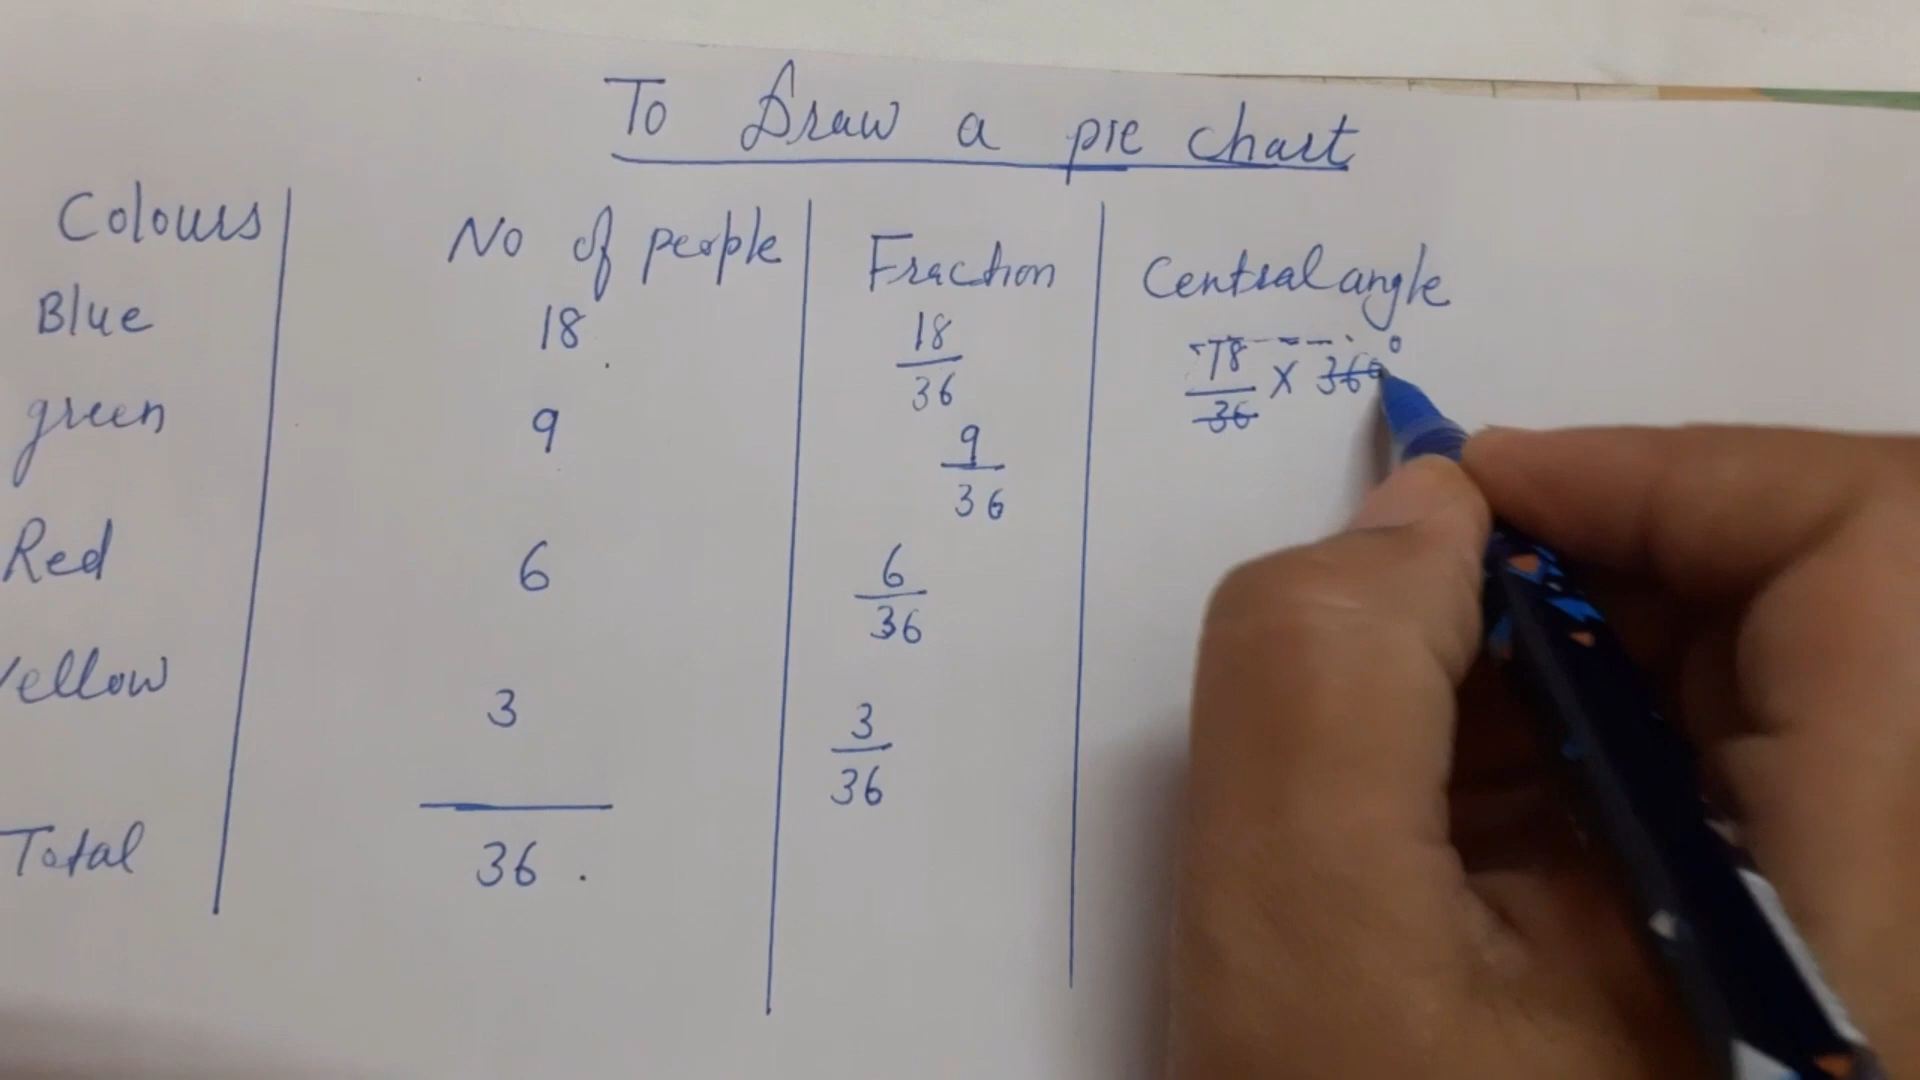 To Draw a pie chart
Colours No of people Fraction Central angle
Blue 18 18/36 18/36 X 360°
green 9 9/36
Red 6 6/36
Yellow 3 3/36
Total 36